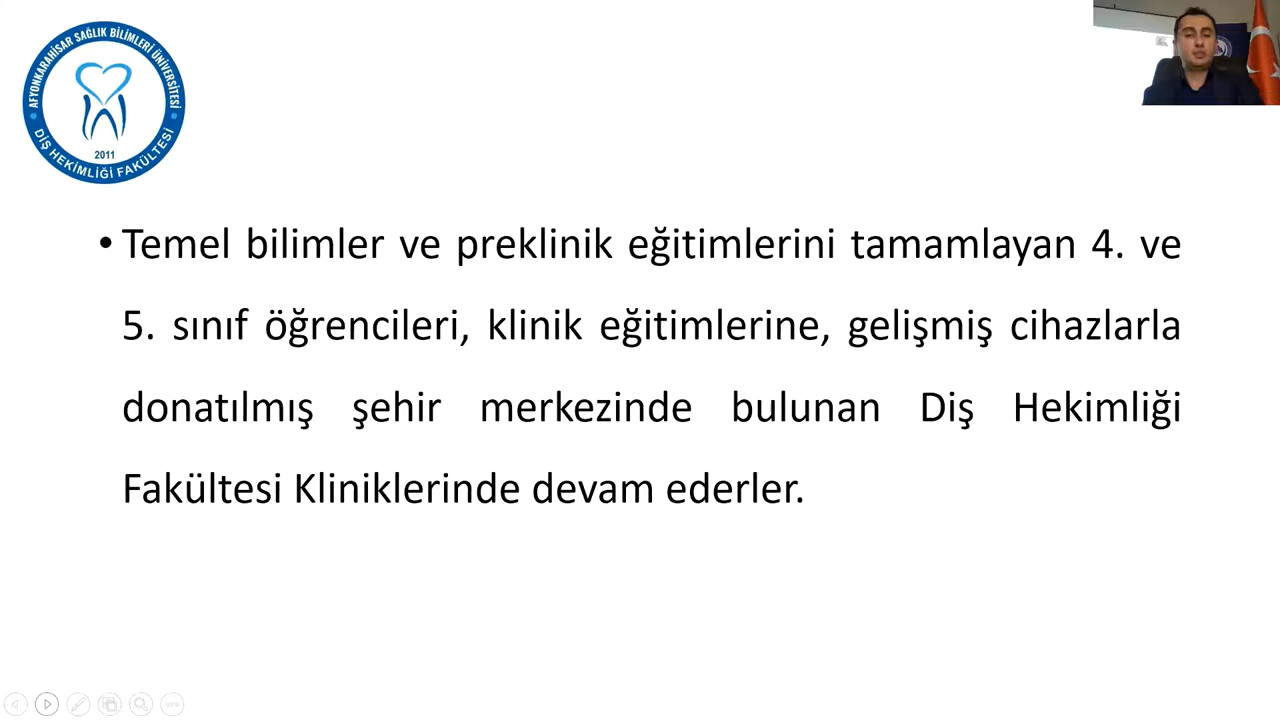 AFYONKARAHİSAR SAĞLIK BİLİMLERİ ÜNİVERSİTESİ
2011
DİŞ HEKİMLİĞİ FAKÜLTESİ
• Temel bilimler ve preklinik eğitimlerini tamamlayan 4. ve
5. sınıf öğrencileri, klinik eğitimlerine, gelişmiş cihazlarla
donatılmış şehir merkezinde bulunan Diş Hekimliği
Fakültesi Kliniklerinde devam ederler.